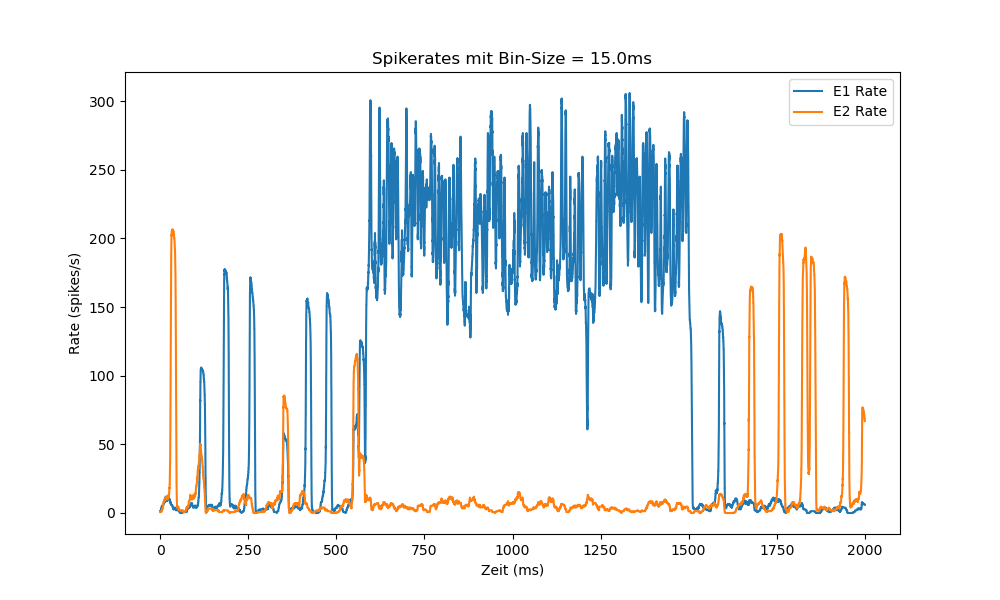 Spikerates mit Bin-Size = 15.0ms
E1 Rate
E2 Rate
Rate (spikes/s)
300
250
200
150
100
50
0
0 250 500 750 1000 1250 1500 1750 2000
Zeit (ms)